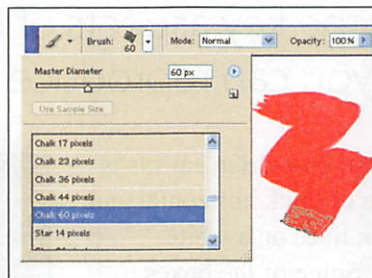 Brush: 60 Mode: Normal Opacity: 100%
Master Diameter 60 px
Use Sample Size
Chalk 17 pixels
Chalk 23 pixels
Chalk 36 pixels
Chalk 44 pixels
Chalk 60 pixels
Star 14 pixels